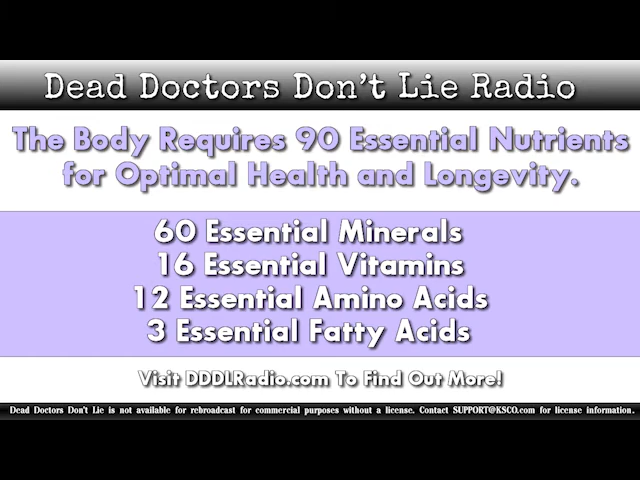 Dead Doctors Don't Lie Radio
The Body Requires 90 Essential Nutrients
for Optimal Health and Longevity.
60 Essential Minerals
16 Essential Vitamins
12 Essential Amino Acids
3 Essential Fatty Acids
Visit DDDLRadio.com To Find Out More!
Dead Doctors Don't Lie is not available for rebroadcast for commercial purposes without a license. Contact SUPPORT@KSCO.com for license information.